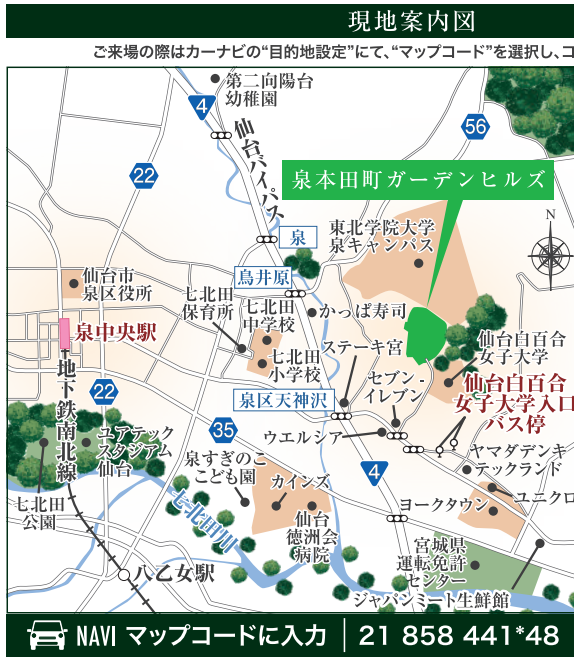 現地案内図
ご来場の際はカーナビの“目的地設定”にて、“マップコード”を選択し、コ
第二向陽台
幼稚園
4
仙台バイパス
56
22
泉本田町ガーデンヒルズ
泉
東北学院大学
泉キャンパス
N
仙台市
泉区役所
鳥井原
七北田
保育所
七北田
中学校
かっぱ寿司
泉中央駅
ステーキ宮
仙台白百合
女子大学
七北田
小学校
地下鉄南北線
22
セブン-
イレブン
仙台白百合
女子大学入口
バス停
泉区天神沢
35
ウエルシア
ユアテック
スタジアム
仙台
泉すぎのこ
こども園
4
ヤマダデンキ
テックランド
カインズ
ユニクロ
七北田
公園
七北田川
仙台
徳洲会
病院
ヨークタウン
宮城県
運転免許
センター
八乙女駅
ジャパンミート生鮮館
NAVI マップコードに入力 21 858 441*48